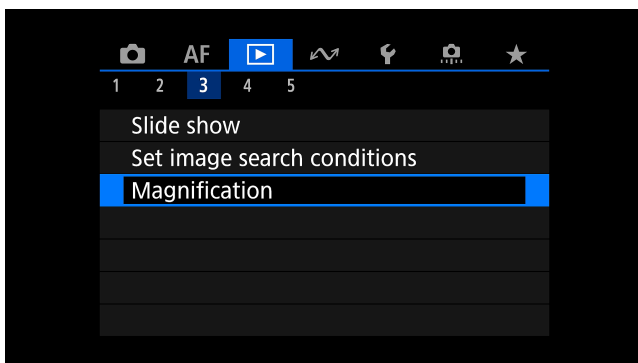 AF
1 2 3 4 5
Slide show
Set image search conditions
Magnification